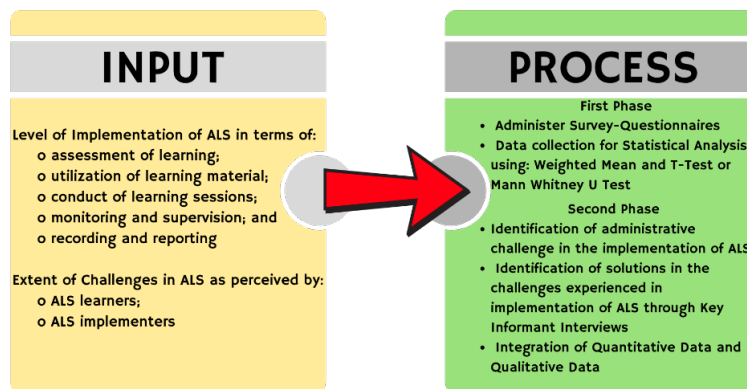 INPUT
Level of Implementation of ALS in terms of:
o assessment of learning;
o utilization of learning material;
o conduct of learning sessions;
o monitoring and supervision; and
o recording and reporting
Extent of Challenges in ALS as perceived by:
o ALS learners;
o ALS implementers
PROCESS
First Phase
• Administer Survey-Questionnaires
• Data collection for Statistical Analysis
using: Weighted Mean and T-Test or
Mann Whitney U Test
Second Phase
• Identification of administrative
challenge in the implementation of ALS
• Identification of solutions in the
challenges experienced in
implementation of ALS through Key
Informant Interviews
• Integration of Quantitative Data and
Qualitative Data